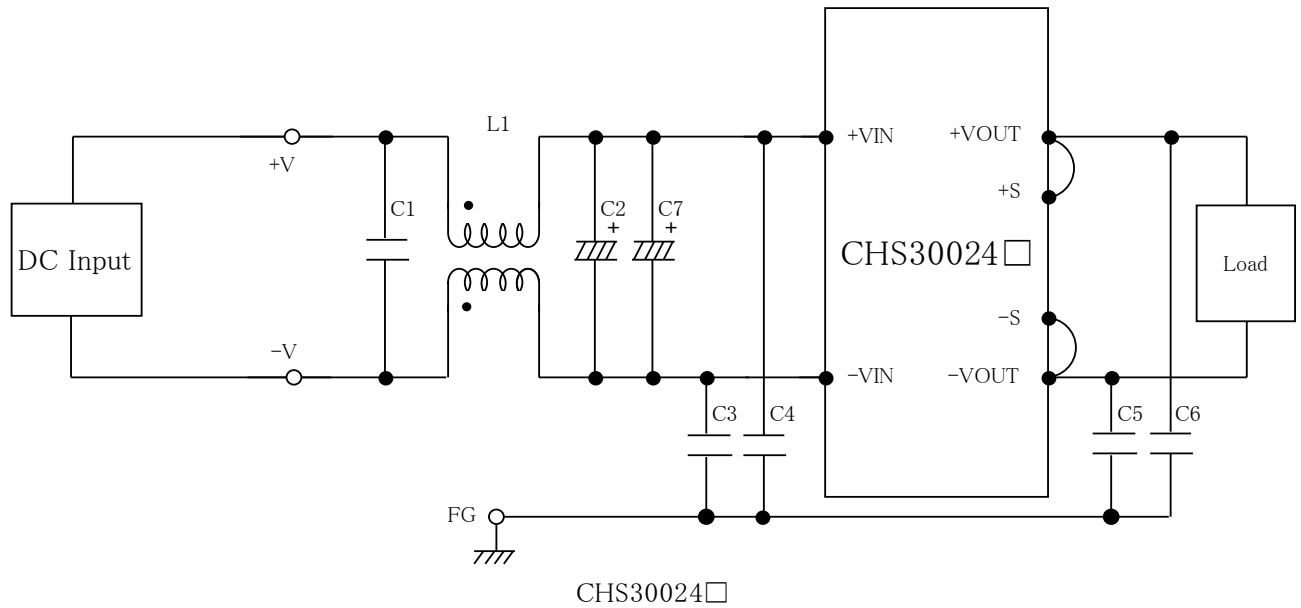 L1
+VIN
+VOUT
+V
+S
C1
C2
+
C7
+
DC Input
CHS30024□
Load
-S
-V
-VIN
-VOUT
C3
C4
C5
C6
FG
CHS30024□